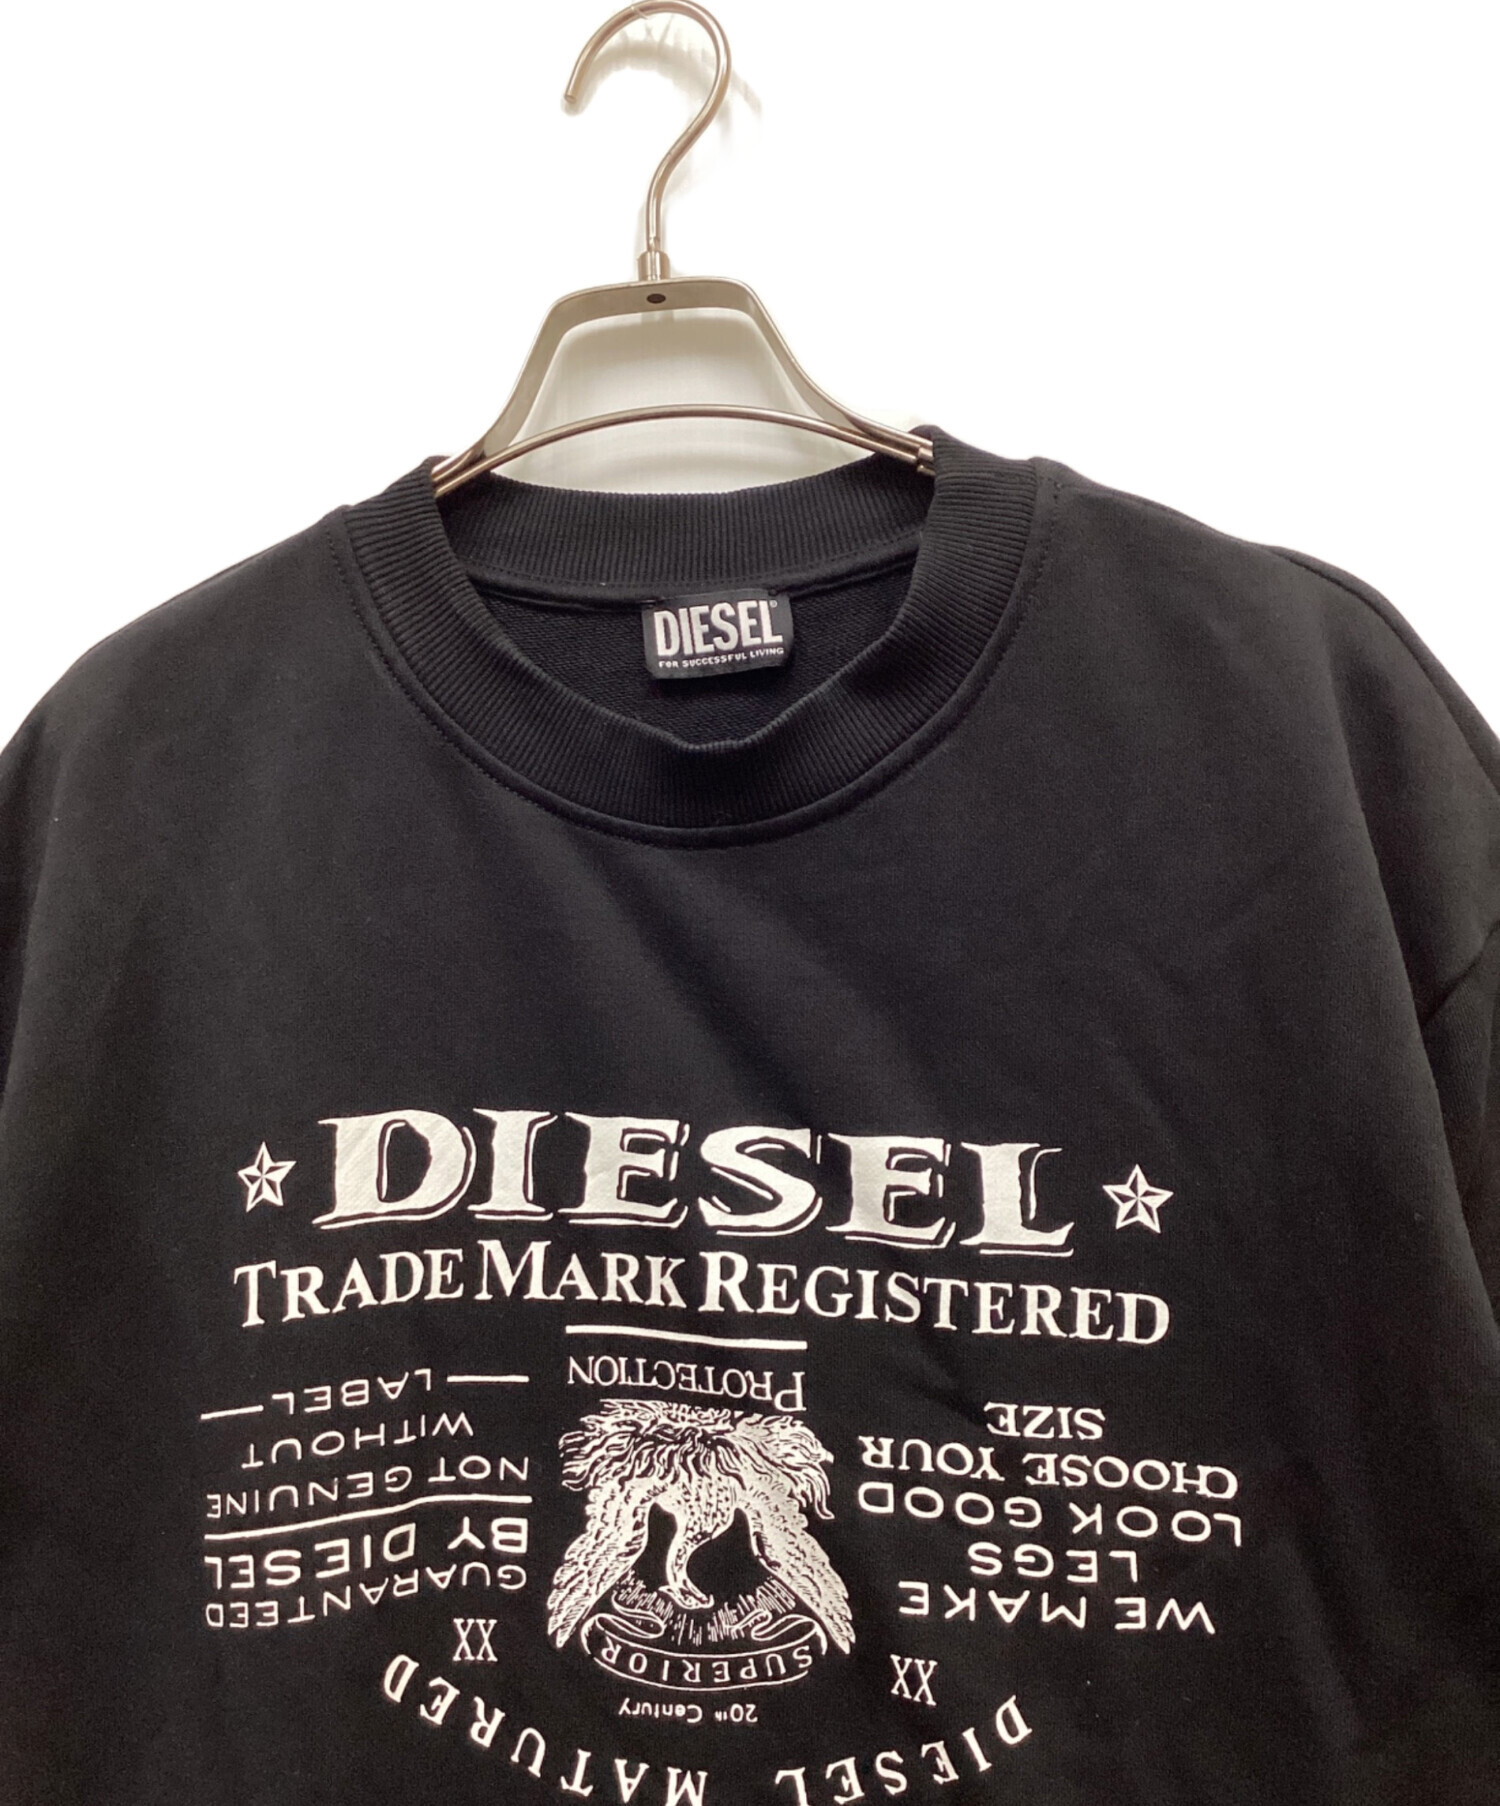 DIESEL
FOR SUCCESSFUL LIVING
DIESEL
TRADE MARK REGISTERED
PROTECTION
GUARANTEED
BY DIESEL
NOT GENUINE
WITHOUT
LABEL
WE MAKE
LEGS
LOOK GOOD
CHOOSE YOUR
SIZE
SUPERIOR
20th Century
XX
XX
DIESEL MATURED